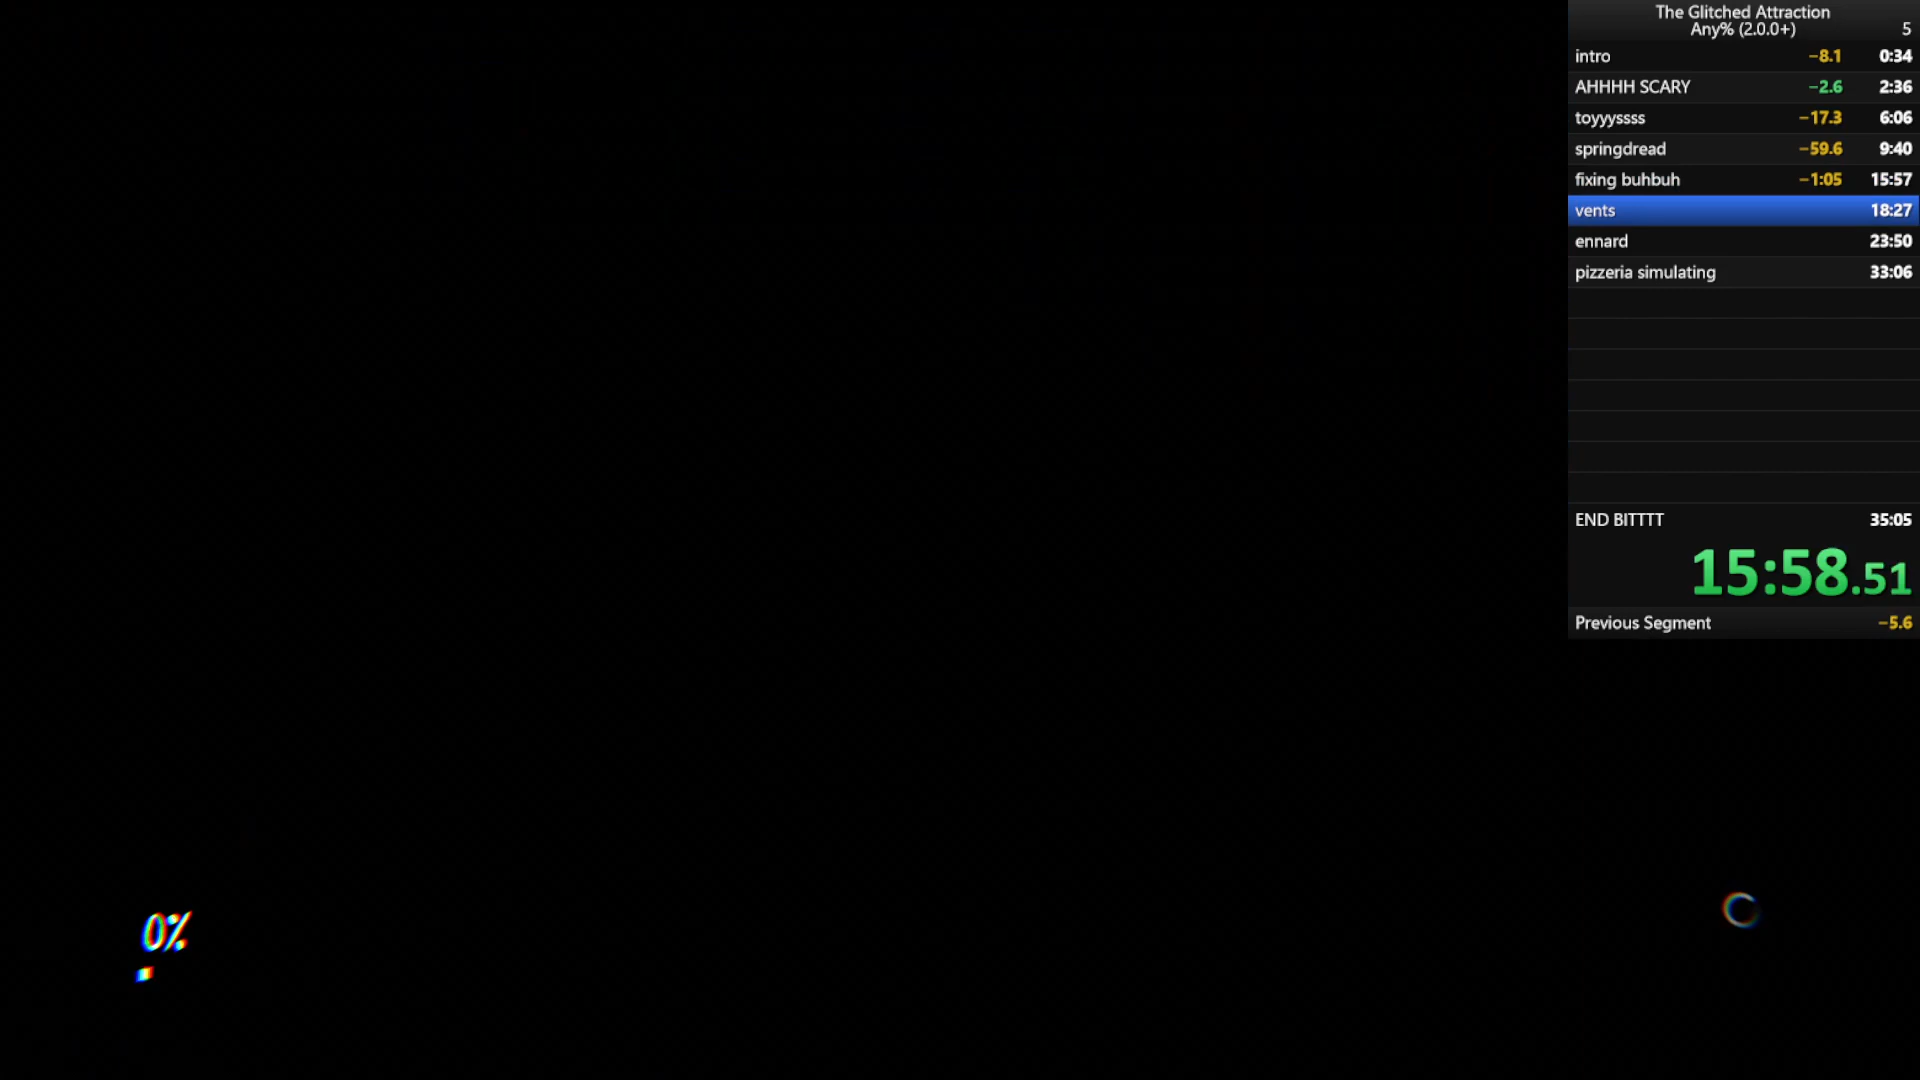 The Glitched Attraction
Any% (2.0.0+) 5
intro −8.1 0:34
AHHHH SCARY −2.6 2:36
toyyyssss −17.3 6:06
springdread −59.6 9:40
fixing buhbuh −1:05 15:57
vents 18:27
ennard 23:50
pizzeria simulating 33:06
END BITTTT 35:05
15:58.51
Previous Segment −5.6
0%